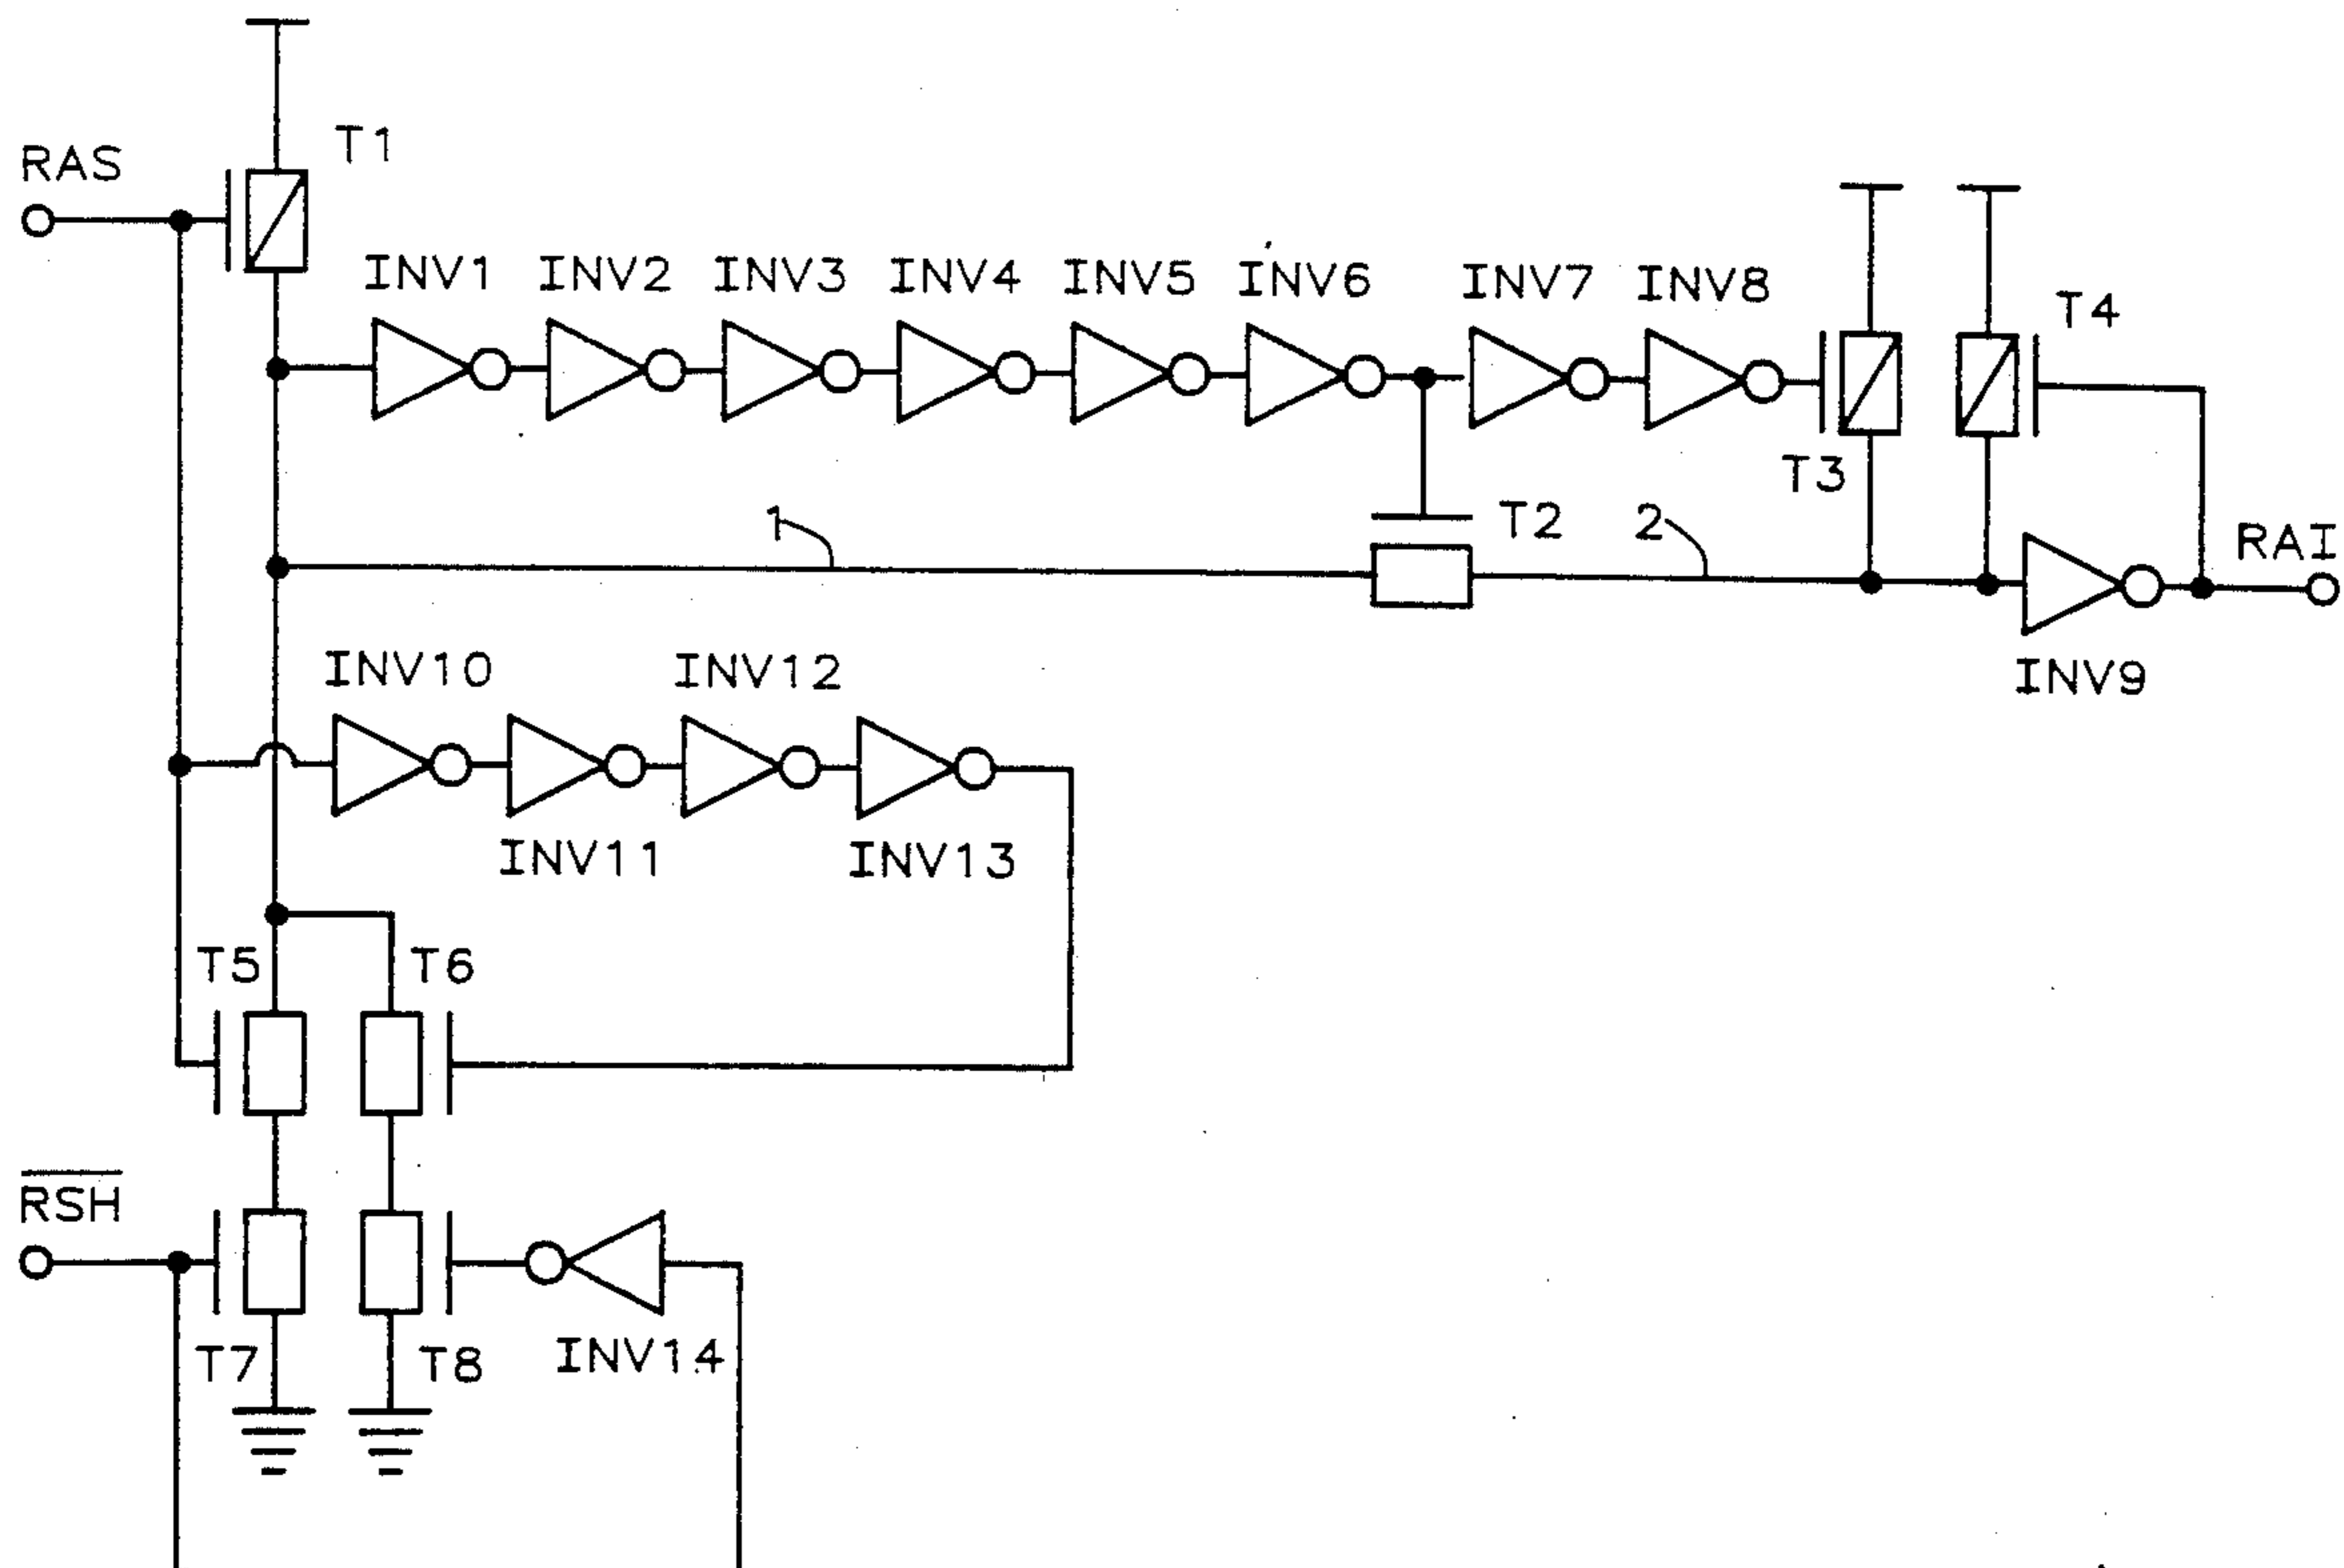 T1
RAS
INV1 INV2 INV3 INV4 INV5 INV6 INV7 INV8
T4
T3
1
T2
2
RAI
INV10
INV12
INV9
INV11
INV13
T5
T6
RSH
T7
T8
INV14